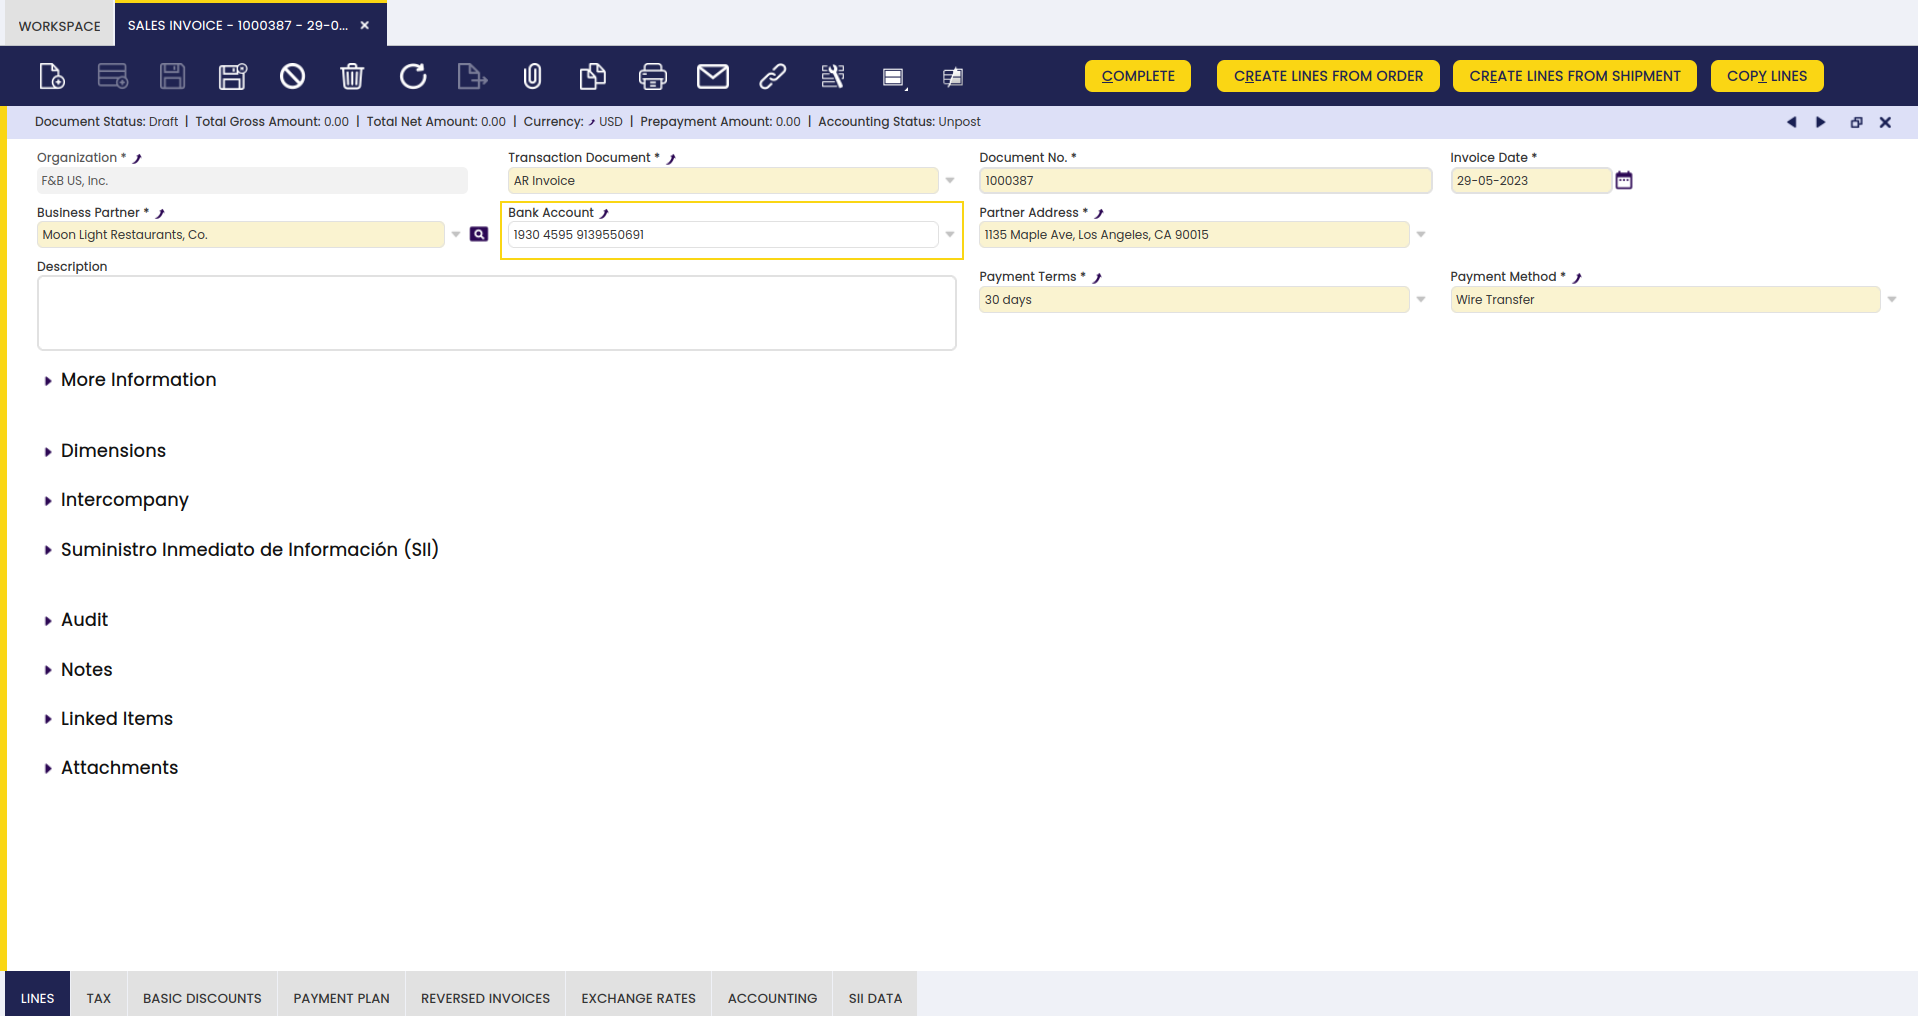 WORKSPACE
SALES INVOICE - 1000387 - 29-0...
COMPLETE
CREATE LINES FROM ORDER
CREATE LINES FROM SHIPMENT
COPY LINES
Document Status: Draft | Total Gross Amount: 0.00 | Total Net Amount: 0.00 | Currency: USD | Prepayment Amount: 0.00 | Accounting Status: Unpost
Organization *
F&B US, Inc.
Transaction Document *
AR Invoice
Document No. *
1000387
Invoice Date *
29-05-2023
Business Partner *
Moon Light Restaurants, Co.
Bank Account
1930 4595 9139550691
Partner Address *
1135 Maple Ave, Los Angeles, CA 90015
Description
Payment Terms *
30 days
Payment Method *
Wire Transfer
More Information
Dimensions
Intercompany
Suministro Inmediato de Información (SII)
Audit
Notes
Linked Items
Attachments
LINES
TAX
BASIC DISCOUNTS
PAYMENT PLAN
REVERSED INVOICES
EXCHANGE RATES
ACCOUNTING
SII DATA